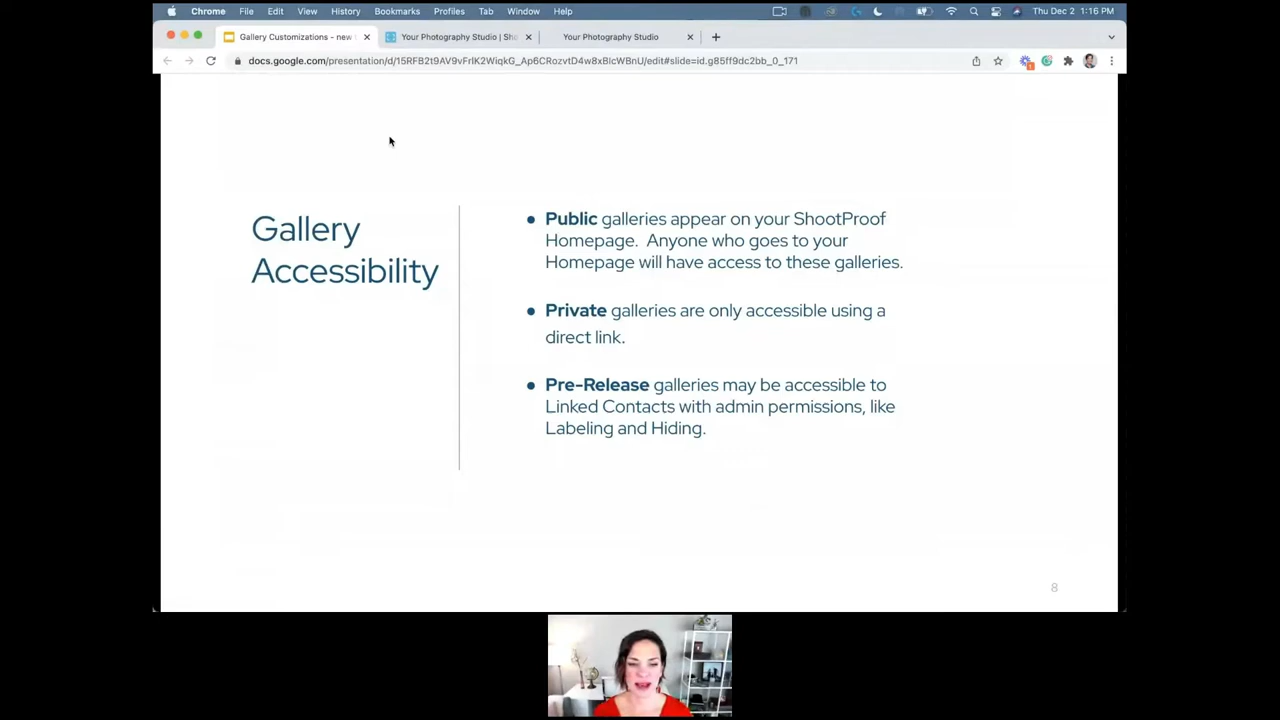 Chrome File Edit View History Bookmarks Profiles Tab Window Help Thu Dec 2 1:16 PM
Gallery Customizations - new Your Photography Studio | Sho Your Photography Studio
docs.google.com/presentation/d/15RFB2t9AV9vFrlK2WiqkG_Ap6CRozvtD4w8xBlcWBnU/edit#slide=id.g85ff9dc2bb_0_171
Gallery
Accessibility
● Public galleries appear on your ShootProof
Homepage. Anyone who goes to your
Homepage will have access to these galleries.
● Private galleries are only accessible using a
direct link.
● Pre-Release galleries may be accessible to
Linked Contacts with admin permissions, like
Labeling and Hiding.
8